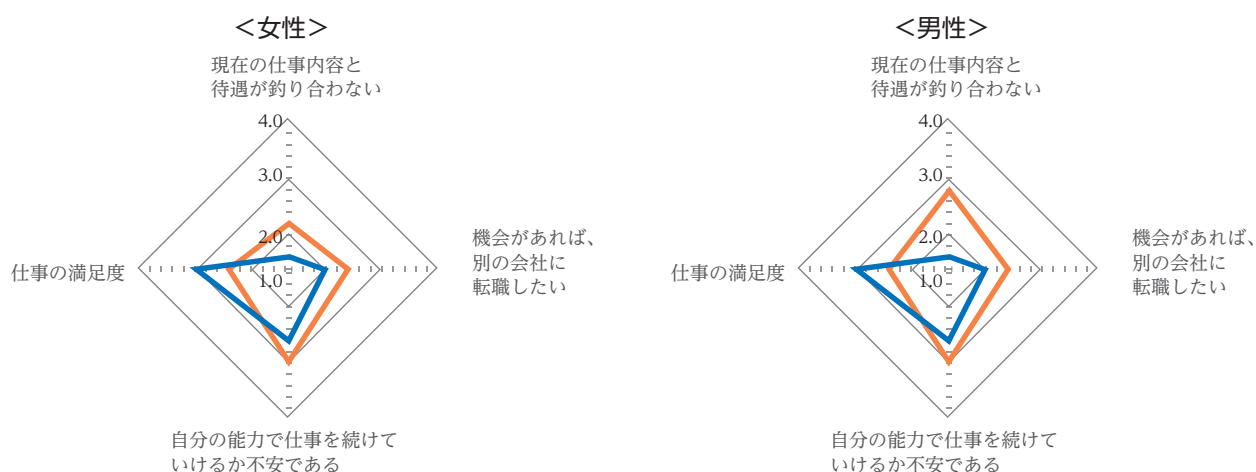 ＜女性＞
現在の仕事内容と
待遇が釣り合わない
4.0
3.0
2.0
1.0
機会があれば、
別の会社に
転職したい
仕事の満足度
自分の能力で仕事を続けて
いけるか不安である
＜男性＞
現在の仕事内容と
待遇が釣り合わない
4.0
3.0
2.0
1.0
機会があれば、
別の会社に
転職したい
仕事の満足度
自分の能力で仕事を続けて
いけるか不安である